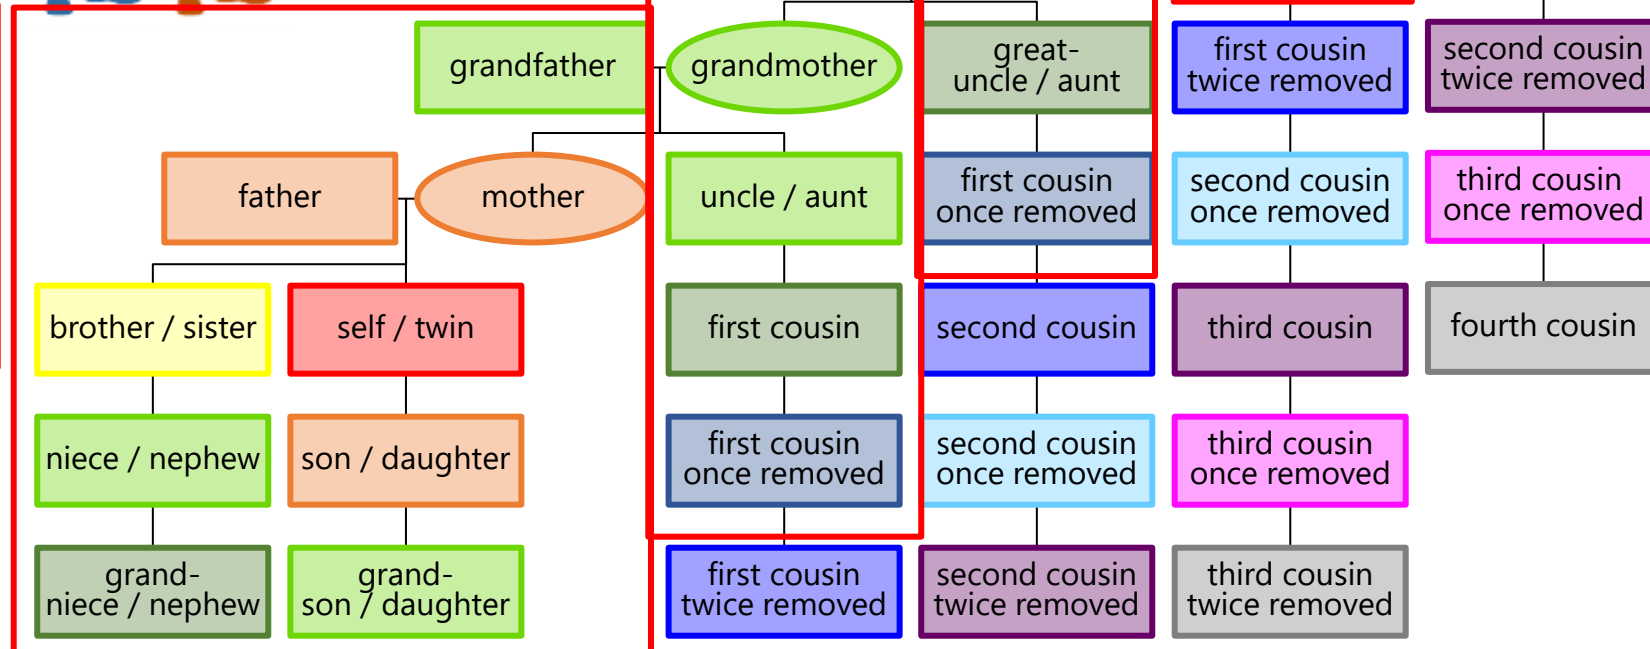 grandfather
grandmother
great-
uncle / aunt
first cousin
twice removed
second cousin
twice removed
father
mother
uncle / aunt
first cousin
once removed
second cousin
once removed
third cousin
once removed
brother / sister
self / twin
first cousin
second cousin
third cousin
fourth cousin
niece / nephew
son / daughter
first cousin
once removed
second cousin
once removed
third cousin
once removed
grand-
niece / nephew
grand-
son / daughter
first cousin
twice removed
second cousin
twice removed
third cousin
twice removed